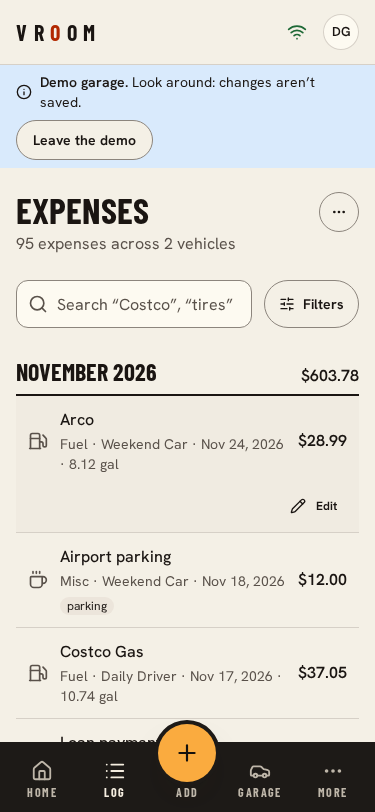 VROOM
DG
Demo garage. Look around: changes aren’t
saved.
Leave the demo
EXPENSES
95 expenses across 2 vehicles
Search “Costco”, “tires”
Filters
NOVEMBER 2026
$603.78
Arco
Fuel · Weekend Car · Nov 24, 2026
· 8.12 gal
$28.99
Edit
Airport parking
Misc · Weekend Car · Nov 18, 2026
parking
$12.00
Costco Gas
Fuel · Daily Driver · Nov 17, 2026 ·
10.74 gal
$37.05
HOME
LOG
ADD
GARAGE
MORE